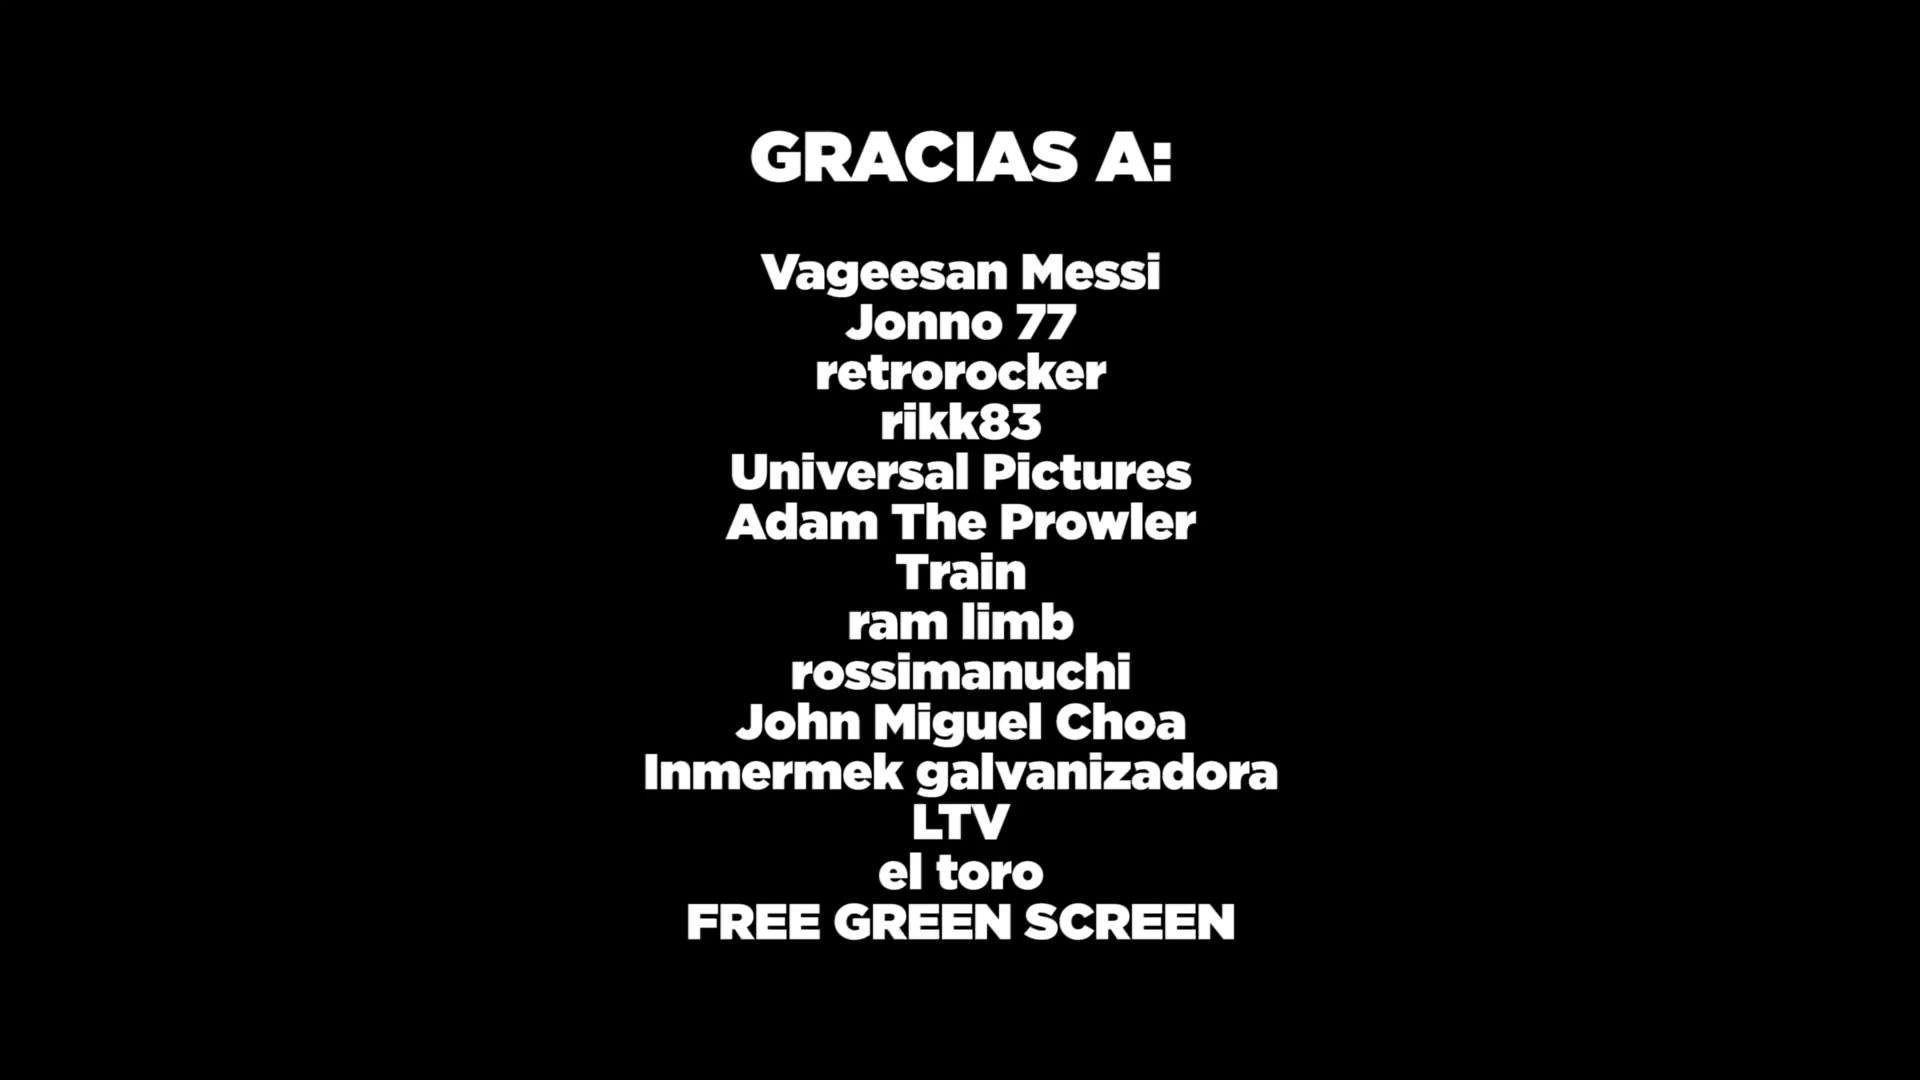 GRACIAS A:
Vageesan Messi
Jonno 77
retrorocker
rikk83
Universal Pictures
Adam The Prowler
Train
ram limb
rossimanuchi
John Miguel Choa
Inmermek galvanizadora
LTV
el toro
FREE GREEN SCREEN